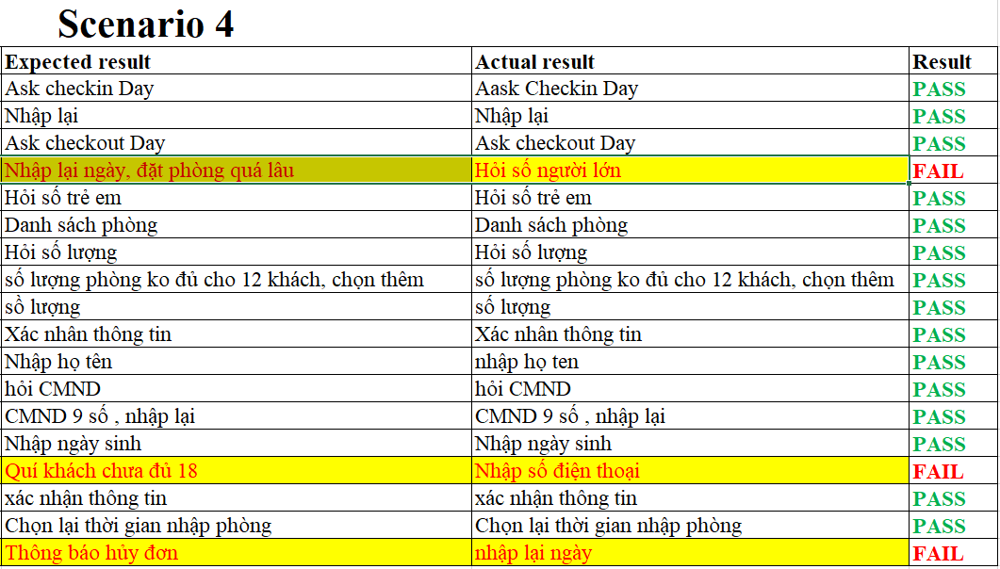 Scenario 4
Expected result Actual result Result
Ask checkin Day Aask Checkin Day PASS
Nhập lại Nhập lại PASS
Ask checkout Day Ask checkout Day PASS
Nhập lại ngày, đặt phòng quá lâu Hỏi số người lớn FAIL
Hỏi số trẻ em Hỏi số trẻ em PASS
Danh sách phòng Danh sách phòng PASS
Hỏi số lượng Hỏi số lượng PASS
số lượng phòng ko đủ cho 12 khách, chọn thêm số lượng phòng ko đủ cho 12 khách, chọn thêm PASS
sồ lượng số lượng PASS
Xác nhân thông tin Xác nhân thông tin PASS
Nhập họ tên nhập họ ten PASS
hỏi CMND hỏi CMND PASS
CMND 9 số , nhập lại CMND 9 số , nhập lại PASS
Nhập ngày sinh Nhập ngày sinh PASS
Quí khách chưa đủ 18 Nhập số điện thoại FAIL
xác nhận thông tin xác nhận thông tin PASS
Chọn lại thời gian nhập phòng Chọn lại thời gian nhập phòng PASS
Thông báo hủy đơn nhập lại ngày FAIL